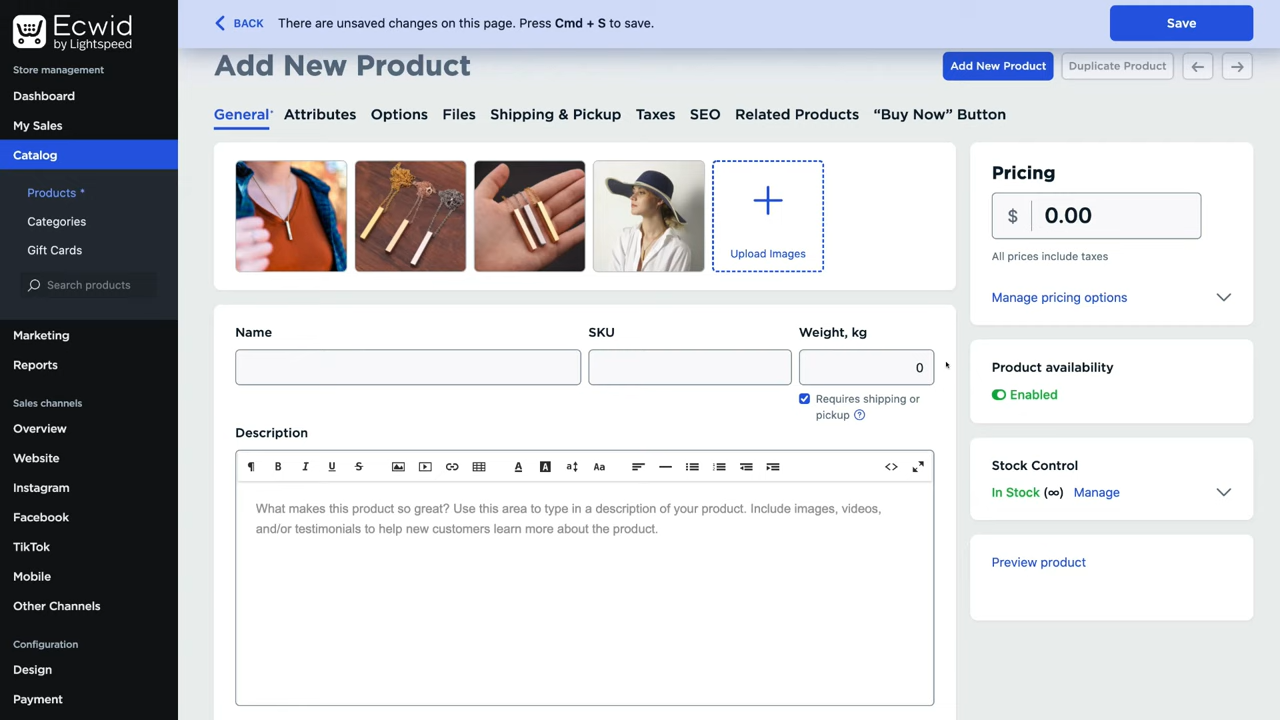 BACK There are unsaved changes on this page. Press Cmd + S to save. Save
Ecwid
by Lightspeed
Store management
Dashboard
My Sales
Catalog
Products *
Categories
Gift Cards
Search products
Marketing
Reports
Sales channels
Overview
Website
Instagram
Facebook
TikTok
Mobile
Other Channels
Configuration
Design
Payment
Add New Product
Add New Product Duplicate Product
General* Attributes Options Files Shipping & Pickup Taxes SEO Related Products “Buy Now” Button
Upload Images
Name SKU Weight, kg
0
Requires shipping or
pickup ?
Description
¶ B I U S A A a Aa <>
What makes this product so great? Use this area to type in a description of your product. Include images, videos,
and/or testimonials to help new customers learn more about the product.
Pricing
$ 0.00
All prices include taxes
Manage pricing options
Product availability
Enabled
Stock Control
In Stock (∞) Manage
Preview product